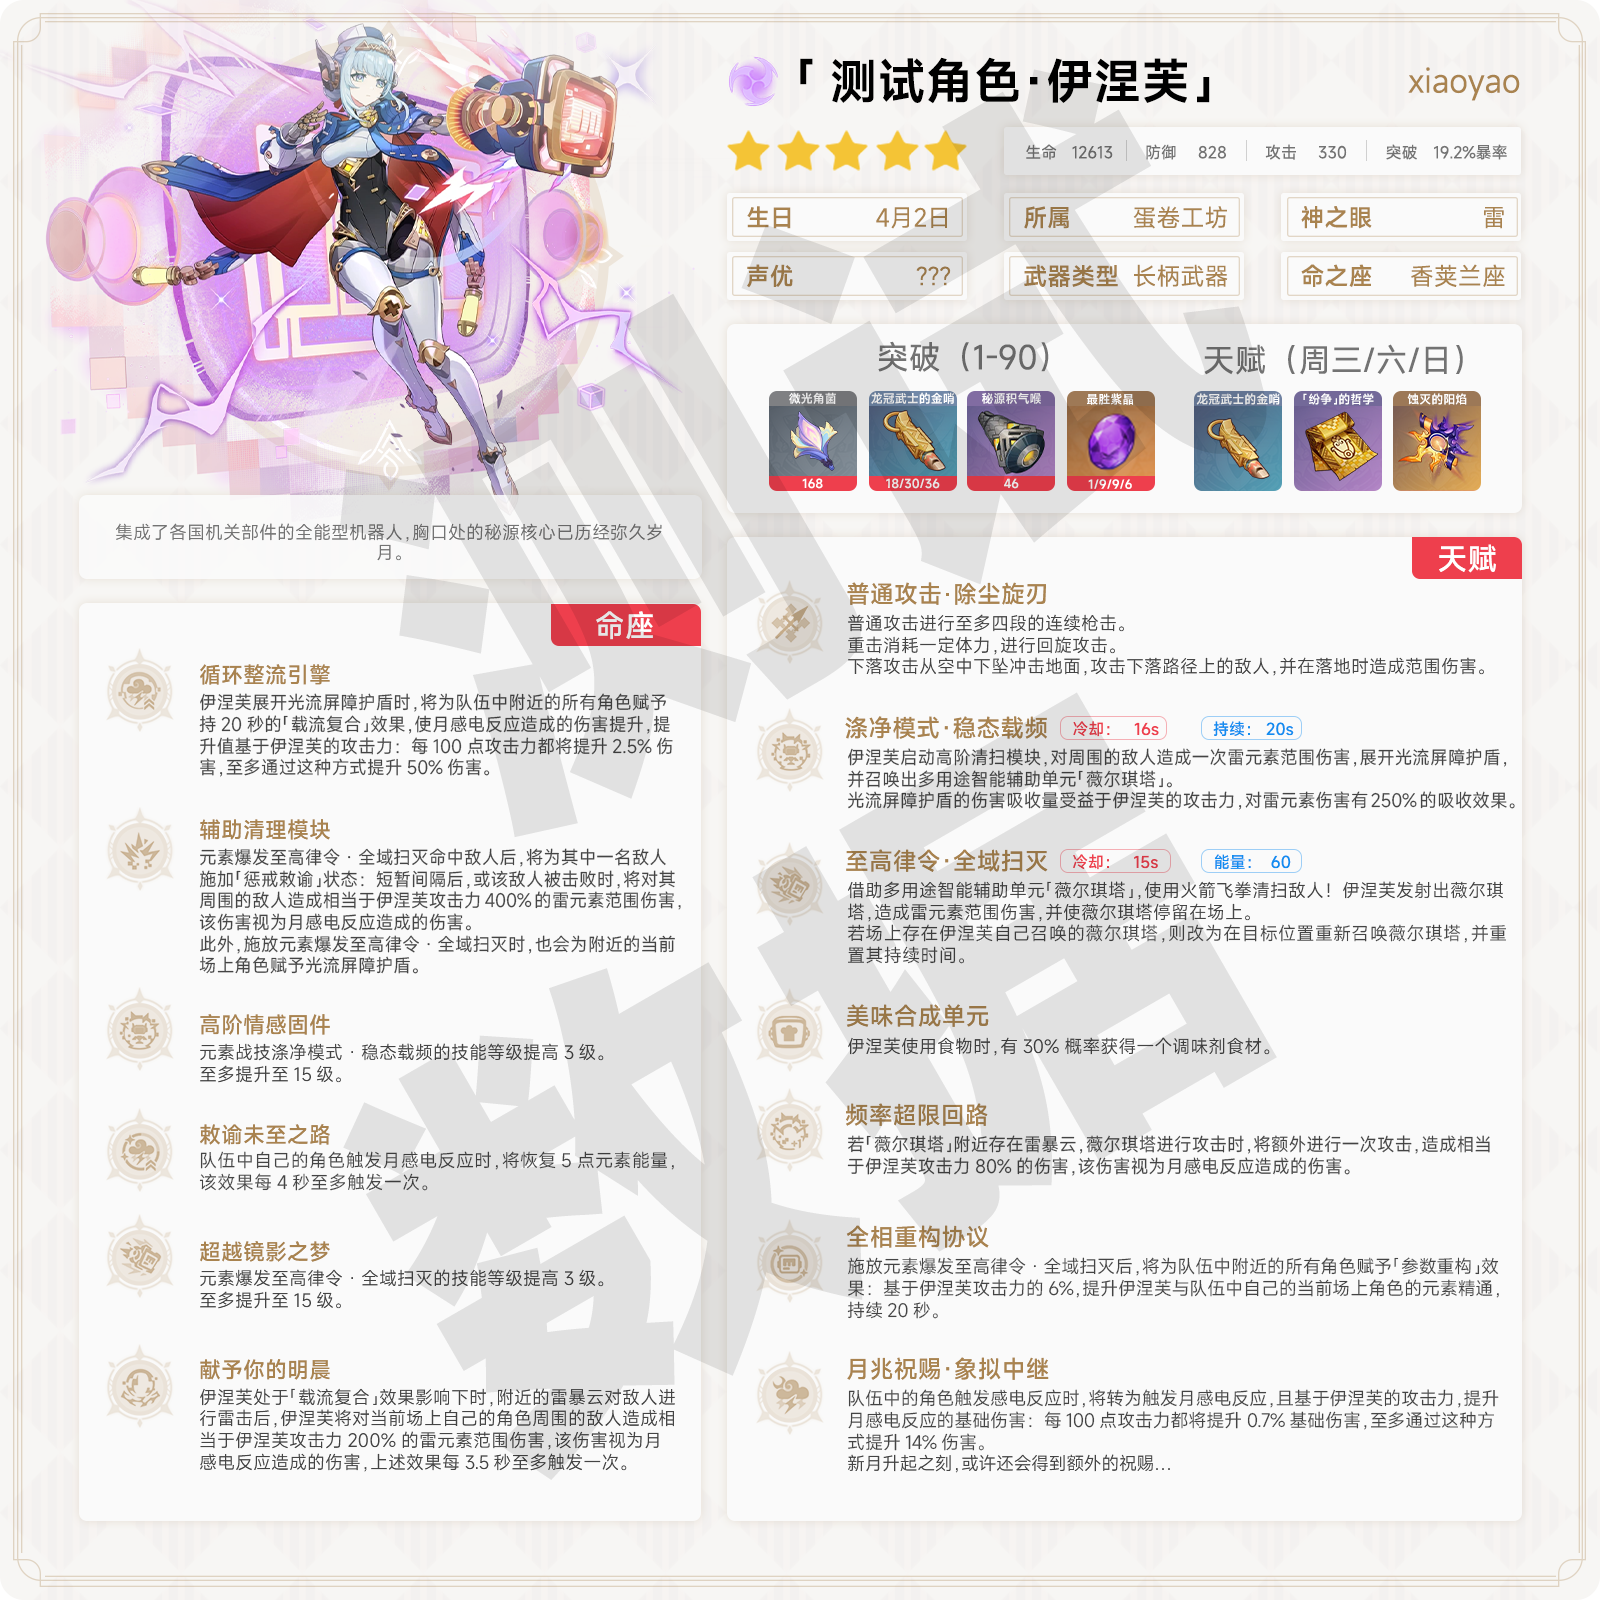 「测试角色·伊涅芙」
xiaoyao
生命 12613 防御 828 攻击 330 突破 19.2%暴率
生日 4月2日
所属 蛋卷工坊
神之眼 雷
声优 ???
武器类型 长柄武器
命之座 香荚兰座
突破（1-90）
天赋（周三/六/日）
微光角菌
168
龙冠武士的金哨
18/30/36
秘源积气喉
46
最胜紫晶
1/9/9/6
龙冠武士的金哨
「纷争」的哲学
蚀灭的阳焰
集成了各国机关部件的全能型机器人,胸口处的秘源核心已历经弥久岁
月。
命座
循环整流引擎
伊涅芙展开光流屏障护盾时,将为队伍中附近的所有角色赋予
持 20 秒的「载流复合」效果,使月感电反应造成的伤害提升,提
升值基于伊涅芙的攻击力：每 100 点攻击力都将提升 2.5% 伤
害,至多通过这种方式提升 50% 伤害。
辅助清理模块
元素爆发至高律令 · 全域扫灭命中敌人后,将为其中一名敌人
施加「惩戒敕谕」状态：短暂间隔后,或该敌人被击败时,将对其
周围的敌人造成相当于伊涅芙攻击力 400% 的雷元素范围伤害,
该伤害视为月感电反应造成的伤害。
此外,施放元素爆发至高律令 · 全域扫灭时,也会为附近的当前
场上角色赋予光流屏障护盾。
高阶情感固件
元素战技涤净模式 · 稳态载频的技能等级提高 3 级。
至多提升至 15 级。
敕谕未至之路
队伍中自己的角色触发月感电反应时,将恢复 5 点元素能量,
该效果每 4 秒至多触发一次。
超越镜影之梦
元素爆发至高律令 · 全域扫灭的技能等级提高 3 级。
至多提升至 15 级。
献予你的明晨
伊涅芙处于「载流复合」效果影响下时,附近的雷暴云对敌人进
行雷击后,伊涅芙将对当前场上自己的角色周围的敌人造成相
当于伊涅芙攻击力 200% 的雷元素范围伤害,该伤害视为月
感电反应造成的伤害,上述效果每 3.5 秒至多触发一次。
天赋
普通攻击·除尘旋刃
普通攻击进行至多四段的连续枪击。
重击消耗一定体力,进行回旋攻击。
下落攻击从空中下坠冲击地面,攻击下落路径上的敌人,并在落地时造成范围伤害。
涤净模式·稳态载频 冷却： 16s 持续： 20s
伊涅芙启动高阶清扫模块,对周围的敌人造成一次雷元素范围伤害,展开光流屏障护盾,
并召唤出多用途智能辅助单元「薇尔琪塔」。
光流屏障护盾的伤害吸收量受益于伊涅芙的攻击力,对雷元素伤害有250%的吸收效果。
至高律令·全域扫灭 冷却： 15s 能量： 60
借助多用途智能辅助单元「薇尔琪塔」,使用火箭飞拳清扫敌人！伊涅芙发射出薇尔琪
塔,造成雷元素范围伤害,并使薇尔琪塔停留在场上。
若场上存在伊涅芙自己召唤的薇尔琪塔,则改为在目标位置重新召唤薇尔琪塔,并重
置其持续时间。
美味合成单元
伊涅芙使用食物时,有 30% 概率获得一个调味剂食材。
频率超限回路
若「薇尔琪塔」附近存在雷暴云,薇尔琪塔进行攻击时,将额外进行一次攻击,造成相当
于伊涅芙攻击力 80% 的伤害,该伤害视为月感电反应造成的伤害。
全相重构协议
施放元素爆发至高律令 · 全域扫灭后,将为队伍中附近的所有角色赋予「参数重构」效
果：基于伊涅芙攻击力的 6%,提升伊涅芙与队伍中自己的当前场上角色的元素精通,
持续 20 秒。
月兆祝赐·象拟中继
队伍中的角色触发感电反应时,将转为触发月感电反应,且基于伊涅芙的攻击力,提升
月感电反应的基础伤害：每 100 点攻击力都将提升 0.7% 基础伤害,至多通过这种方
式提升 14% 伤害。
新月升起之刻,或许还会得到额外的祝赐...
测试
数据